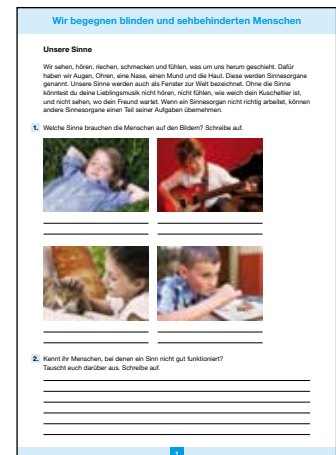 Wir begegnen blinden und sehbehinderten Menschen
Unsere Sinne
Wir sehen, hören, riechen, schmecken und fühlen, was um uns herum geschieht. Dafür
haben wir Augen, Ohren, eine Nase, einen Mund und die Haut. Diese werden Sinnesorgane
genannt. Unsere Sinne werden auch als Fenster zur Welt bezeichnet. Ohne die Sinne
könntest du deine Lieblingsmusik nicht hören, nicht fühlen, wie weich dein Kuscheltier ist,
und nicht sehen, wo dein Freund wartet. Wenn ein Sinnesorgan nicht richtig arbeitet, können
andere Sinnesorgane einen Teil seiner Aufgaben übernehmen.
1. Welche Sinne brauchen die Menschen auf den Bildern? Schreibe auf.
2. Kennt ihr Menschen, bei denen ein Sinn nicht gut funktioniert?
Tauscht euch darüber aus. Schreibe auf.
1